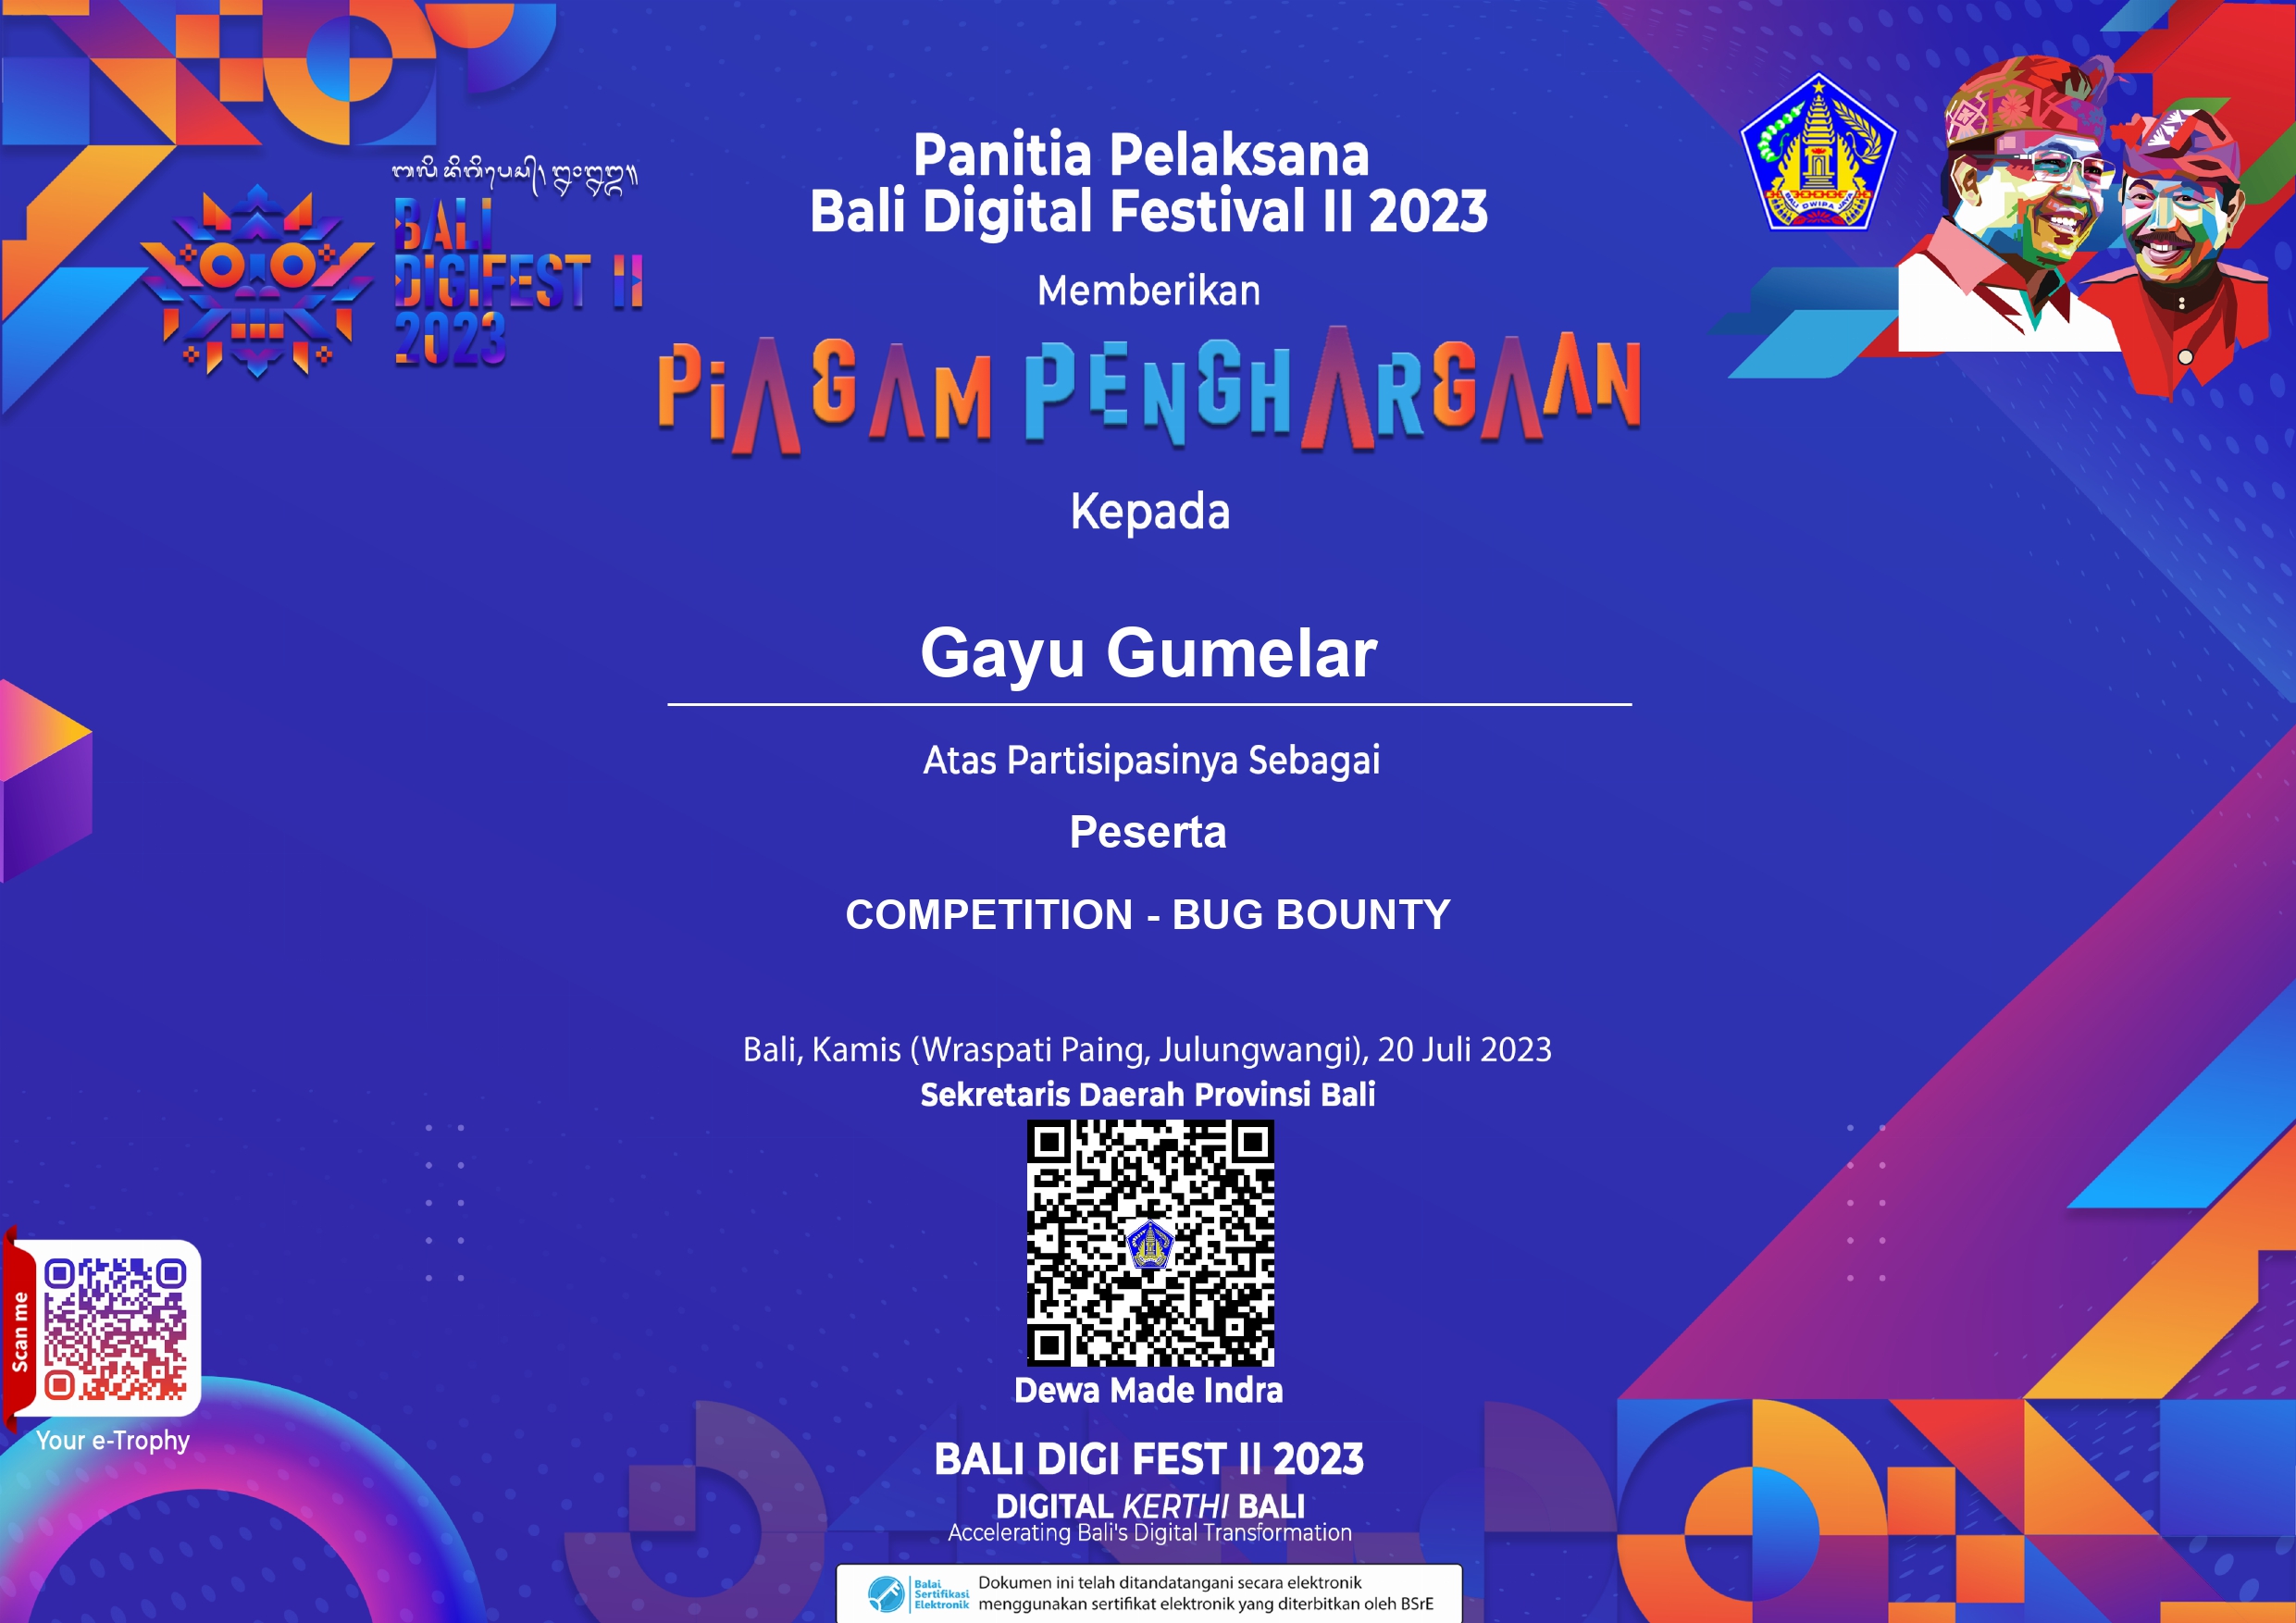 BALI
DIGIFEST II
2023
Panitia Pelaksana
Bali Digital Festival II 2023
Memberikan
PiAGAM PENGHARGAAN
Kepada
BALI DWIPA JAYA
Gayu Gumelar
Atas Partisipasinya Sebagai
Peserta
COMPETITION - BUG BOUNTY
Bali, Kamis (Wraspati Paing, Julungwangi), 20 Juli 2023
Sekretaris Daerah Provinsi Bali
Dewa Made Indra
Scan me
Your e-Trophy
BALI DIGI FEST II 2023
DIGITAL KERTHI BALI
Accelerating Bali's Digital Transformation
Balai
Sertifikasi
Elektronik
Dokumen ini telah ditandatangani secara elektronik
menggunakan sertifikat elektronik yang diterbitkan oleh BSrE